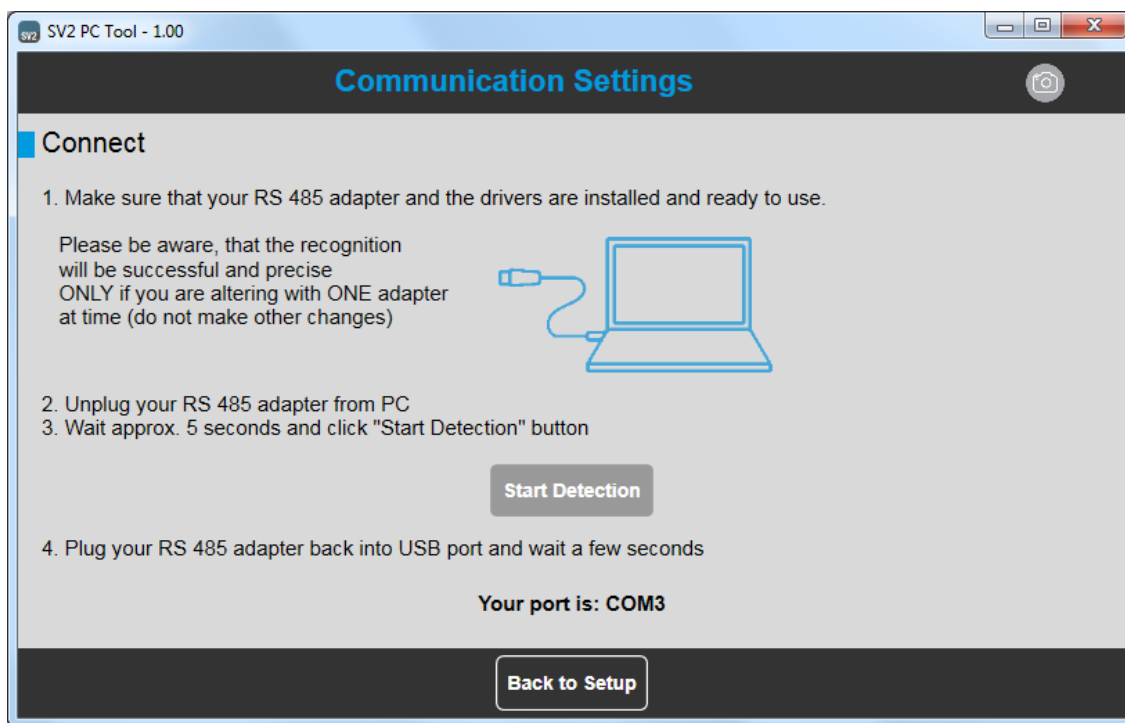 SV2 PC Tool - 1.00
Communication Settings
Connect
1. Make sure that your RS 485 adapter and the drivers are installed and ready to use.
Please be aware, that the recognition
will be successful and precise
ONLY if you are altering with ONE adapter
at time (do not make other changes)
2. Unplug your RS 485 adapter from PC
3. Wait approx. 5 seconds and click "Start Detection" button
Start Detection
4. Plug your RS 485 adapter back into USB port and wait a few seconds
Your port is: COM3
Back to Setup